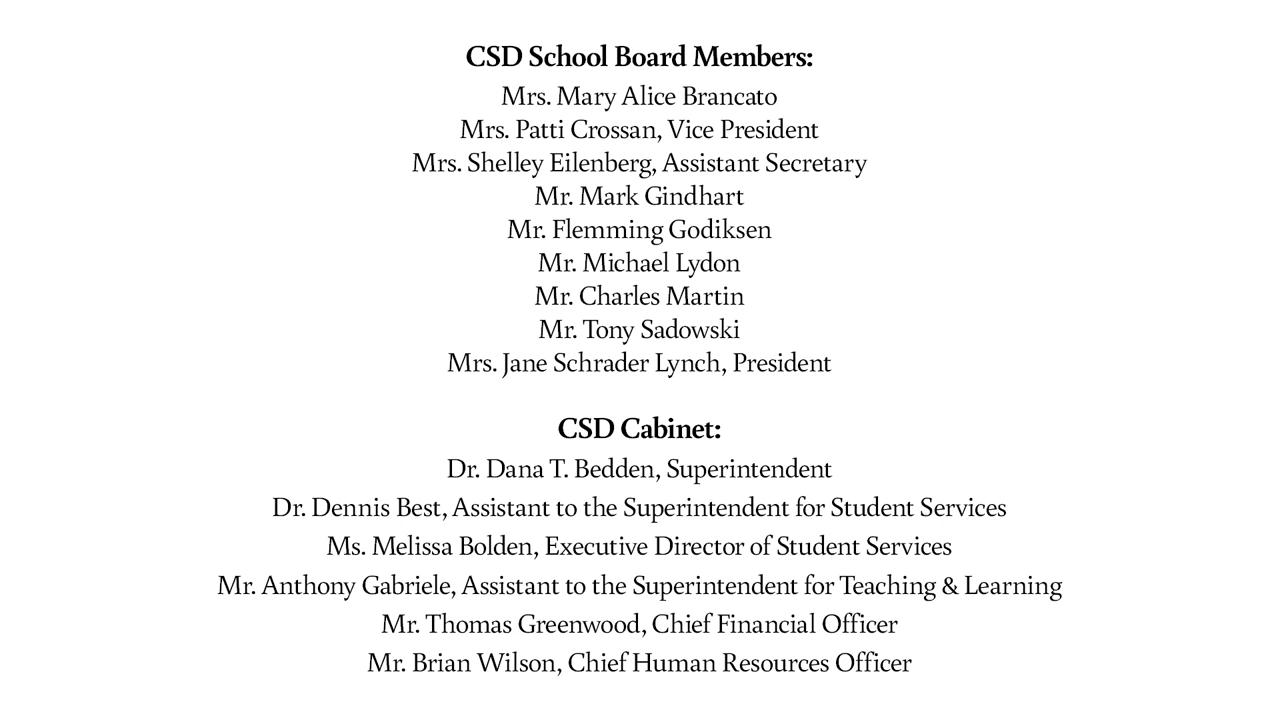 CSD School Board Members:
Mrs. Mary Alice Brancato
Mrs. Patti Crossan, Vice President
Mrs. Shelley Eilenberg, Assistant Secretary
Mr. Mark Gindhart
Mr. Flemming Godiksen
Mr. Michael Lydon
Mr. Charles Martin
Mr. Tony Sadowski
Mrs. Jane Schrader Lynch, President
CSD Cabinet:
Dr. Dana T. Bedden, Superintendent
Dr. Dennis Best, Assistant to the Superintendent for Student Services
Ms. Melissa Bolden, Executive Director of Student Services
Mr. Anthony Gabriele, Assistant to the Superintendent for Teaching & Learning
Mr. Thomas Greenwood, Chief Financial Officer
Mr. Brian Wilson, Chief Human Resources Officer